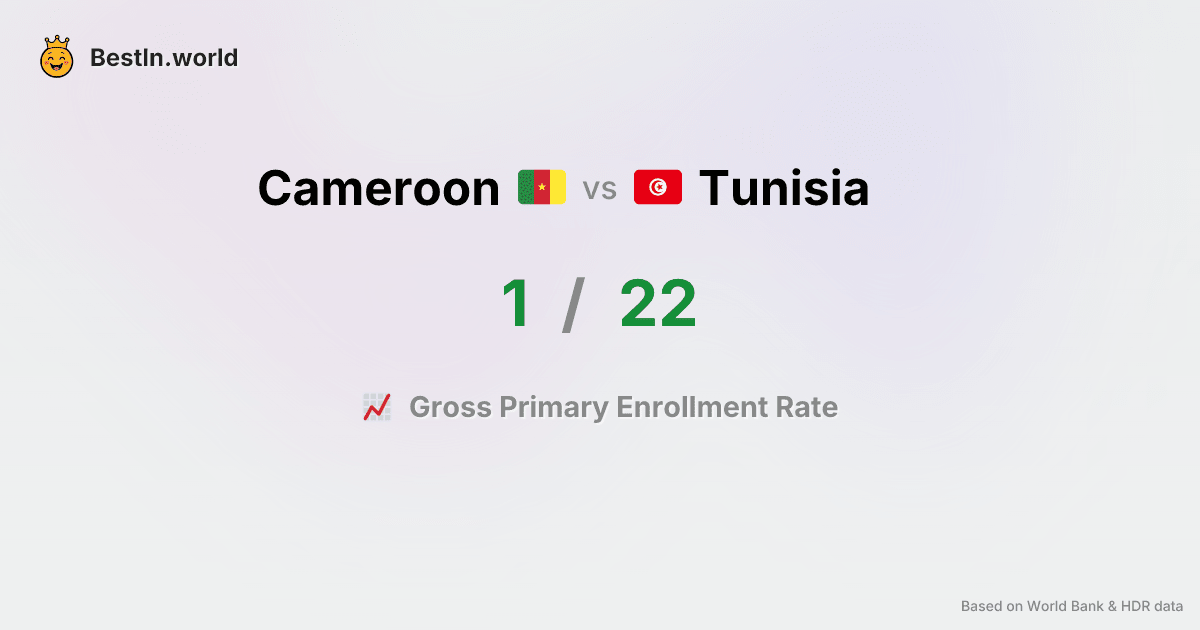 BestIn.world
Cameroon vs Tunisia
1 / 22
Gross Primary Enrollment Rate
Based on World Bank & HDR data